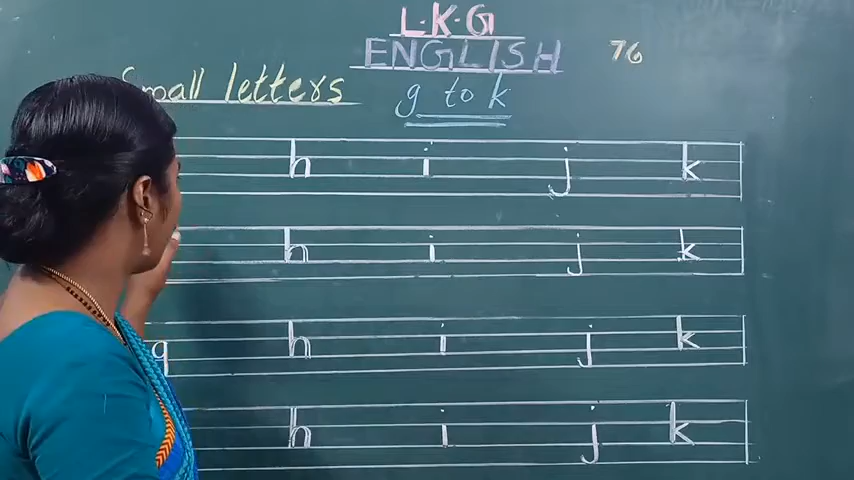 L.K.G
ENGLISH 76
Small letters g to k
h i j k
h i j k
g h i j k
h i j k